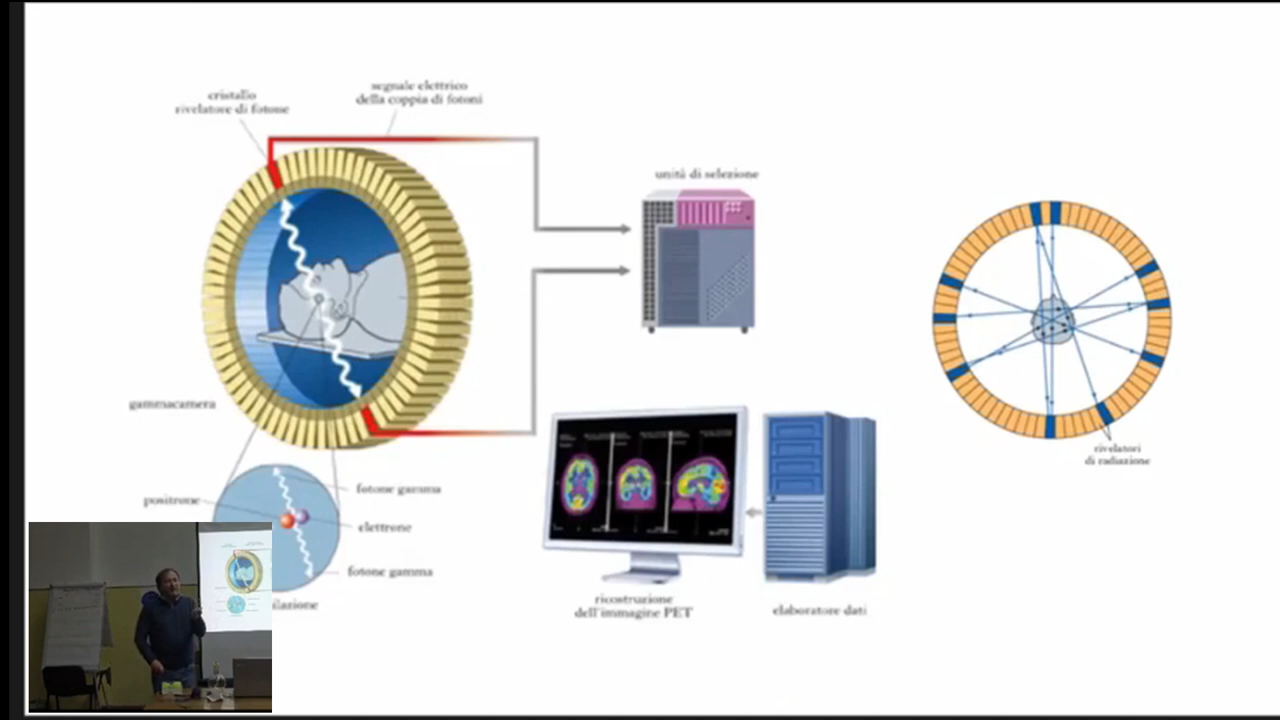 cristallo
rivelatore di fotone
segnale elettrico
della coppia di fotoni
unità di selezione
gammacamera
positrone
fotone gamma
elettrone
fotone gamma
ilazione
ricostruzione
dell'immagine PET
elaboratore dati
rivelatori
di radiazione